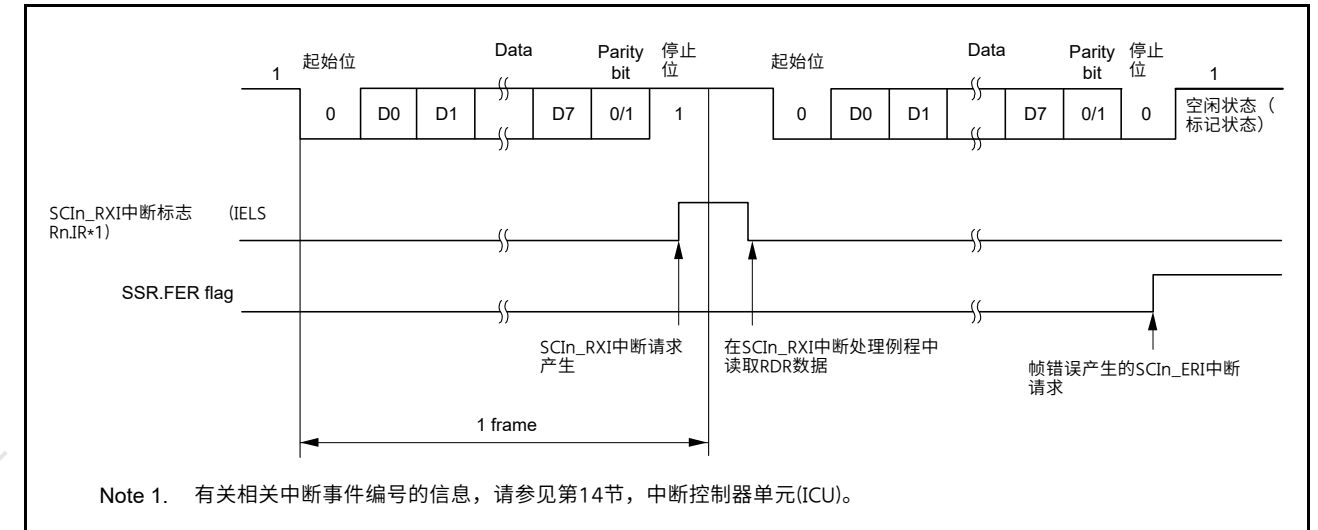 起始位 Data Parity bit 停止位 起始位 Data Parity bit 停止位
1 1
0 D0 D1 D7 0/1 1 0 D0 D1 D7 0/1 0 空闲状态（标记状态）
SCIn_RXI中断标志 (IELS
Rn.IR*1)
SSR.FER flag
SCIn_RXI中断请求
产生
在SCIn_RXI中断处理例程中
读取RDR数据
帧错误产生的SCIn_ERI中断
请求
1 frame
Note 1. 有关相关中断事件编号的信息，请参见第14节，中断控制器单元(ICU)。